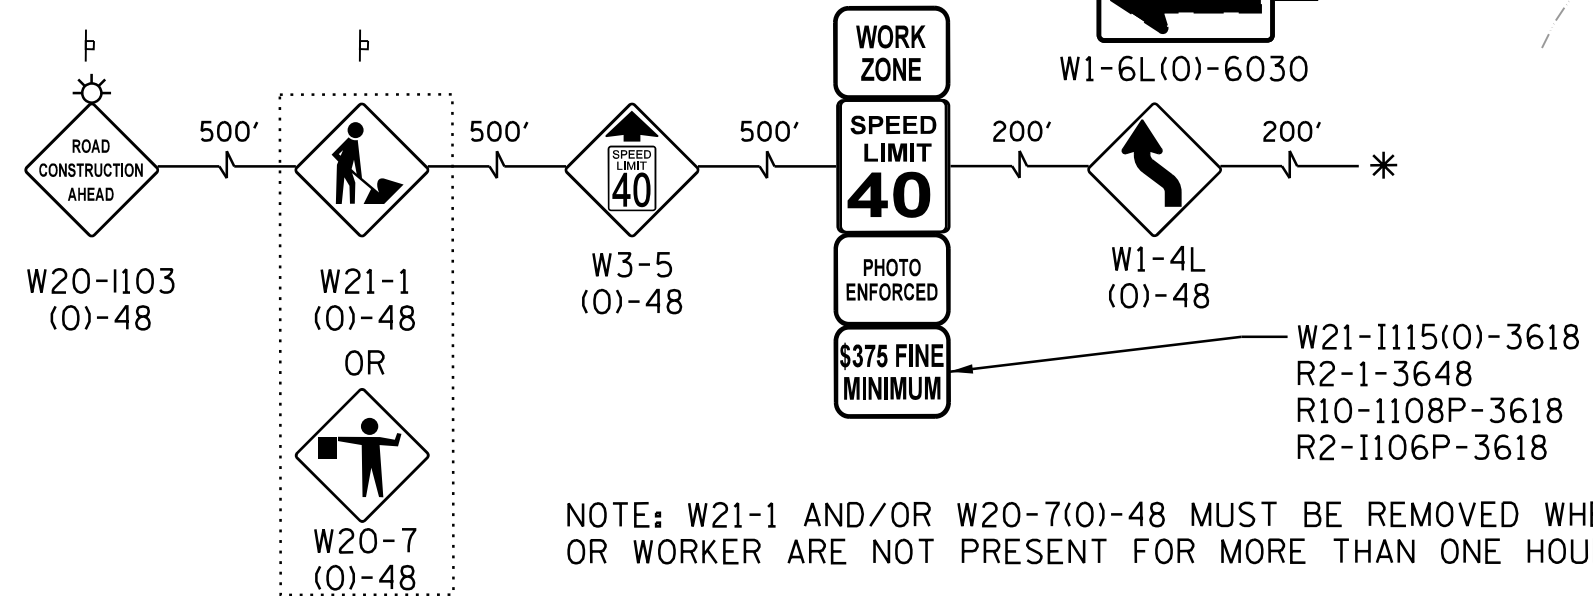 WORK
ZONE
W1-6L(O)-6030
ROAD
CONSTRUCTION
AHEAD
500'
500'
SPEED
LIMIT
40
500'
SPEED
LIMIT
40
200'
200'
*
W20-I103
(O)-48
W21-1
(O)-48
OR
W3-5
(O)-48
PHOTO
ENFORCED
W1-4L
(O)-48
$375 FINE
MINIMUM
W21-I115(O)-3618
R2-1-3648
R10-1108P-3618
R2-I106P-3618
W20-7
(O)-48
NOTE: W21-1 AND/OR W20-7(O)-48 MUST BE REMOVED
OR WORKER ARE NOT PRESENT FOR MORE THAN ONE